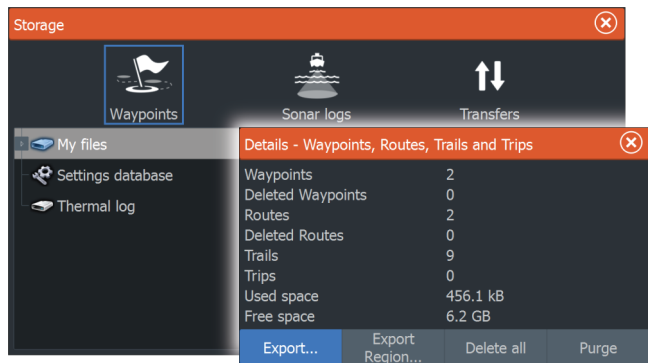 Storage
Waypoints Sonar logs Transfers
My files
Settings database
Thermal log
Details - Waypoints, Routes, Trails and Trips
Waypoints 2
Deleted Waypoints 0
Routes 2
Deleted Routes 0
Trails 9
Trips 0
Used space 456.1 kB
Free space 6.2 GB
Export... Export Region... Delete all Purge